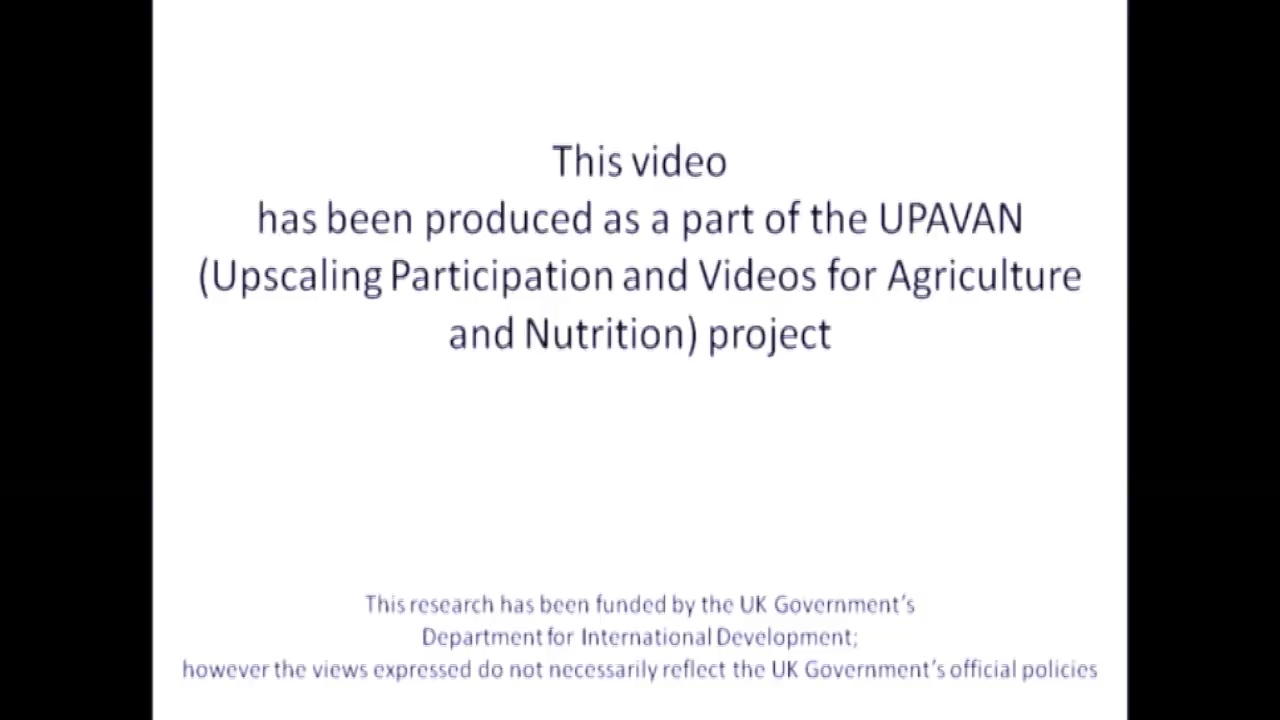 This video
has been produced as a part of the UPAVAN
(Upscaling Participation and Videos for Agriculture
and Nutrition) project
This research has been funded by the UK Government's
Department for International Development;
however the views expressed do not necessarily reflect the UK Government's official policies